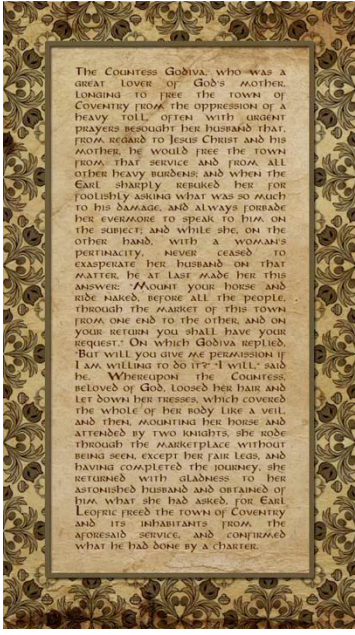 The Countess Godiva, who was a
great lover of God's mother,
longing to free the town of
Coventry from the oppression of a
heavy toll, often with urgent
prayers besought her husband that,
from regard to Jesus Christ and his
mother, he would free the town
from that service and from all
other heavy burdens; and when the
Earl sharply rebuked her for
foolishly asking what was so much
to his damage, and always forbade
her evermore to speak to him on
the subject; and while she, on the
other hand, with a woman's
pertinacity, never ceased to
exasperate her husband on that
matter, he at last made her this
answer: "Mount your horse and
ride naked, before all the people,
through the market of this town
from one end to the other, and on
your return you shall have your
request." On which Godiva replied,
"But will you give me permission if
I am willing to do it?" "I will," said
he. Whereupon the Countess,
beloved of God, loosed her hair and
let down her tresses, which covered
the whole of her body like a veil,
and then, mounting her horse and
attended by two knights, she rode
through the marketplace without
being seen, except her fair legs, and
having completed the journey, she
returned with gladness to her
astonished husband and obtained of
him what she had asked, for Earl
Leofric freed the town of Coventry
and its inhabitants from the
aforesaid service, and confirmed
what he had done by a charter.